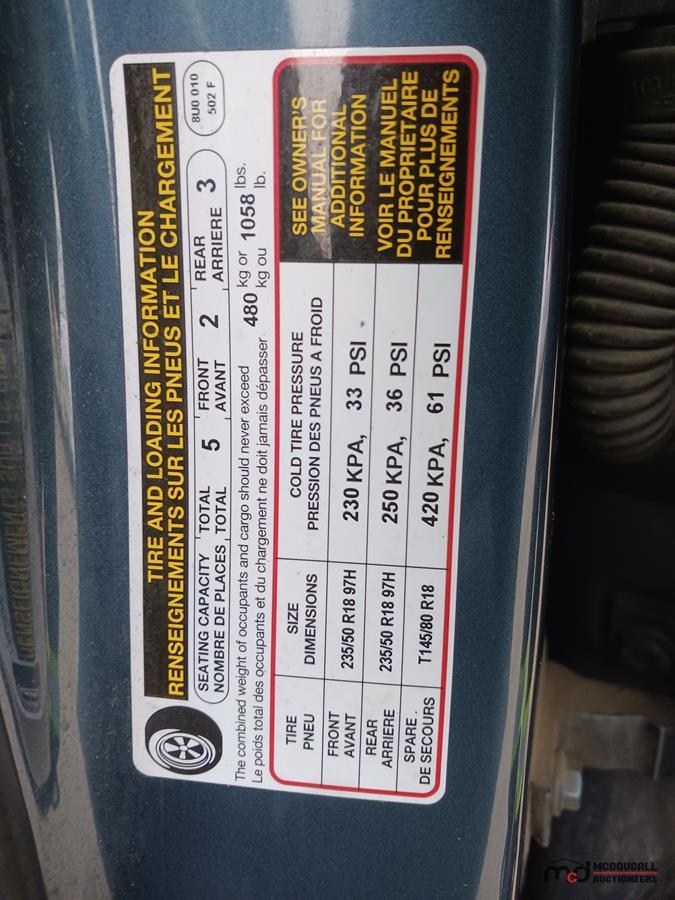 TIRE AND LOADING INFORMATION
RENSEIGNEMENTS SUR LES PNEUS ET LE CHARGEMENT
SEATING CAPACITY TOTAL 5 FRONT 2 REAR 3
NOMBRE DE PLACES TOTAL AVANT ARRIERE
8U0 010
502 F
The combined weight of occupants and cargo should never exceed 480 kg or 1058 lbs.
Le poids total des occupants et du chargement ne doit jamais dépasser kg ou lb.
TIRE SIZE COLD TIRE PRESSURE
PNEU DIMENSIONS PRESSION DES PNEUS A FROID
FRONT
AVANT 235/50 R18 97H 230 KPA, 33 PSI
REAR
ARRIERE 235/50 R18 97H 250 KPA, 36 PSI
SPARE
DE SECOURS T145/80 R18 420 KPA, 61 PSI
SEE OWNER'S
MANUAL FOR
ADDITIONAL
INFORMATION
VOIR LE MANUEL
DU PROPRIETAIRE
POUR PLUS DE
RENSEIGNEMENTS
mcd MCDOUGALL
AUCTIONEERS